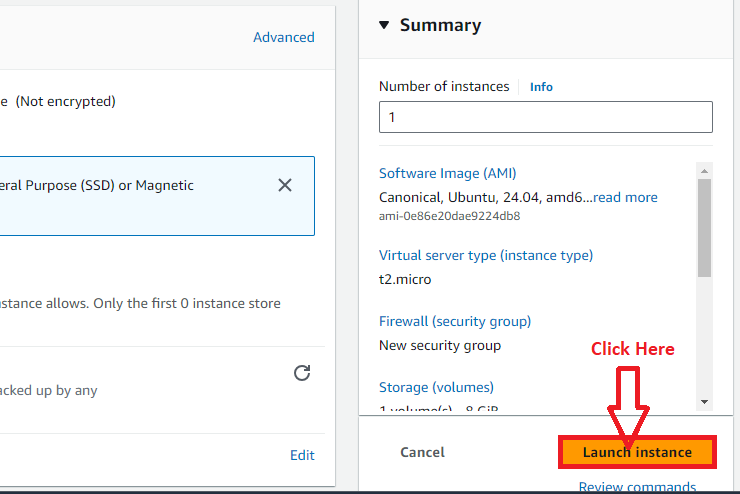 Advanced
e (Not encrypted)
eral Purpose (SSD) or Magnetic
stance allows. Only the first 0 instance store
acked up by any
Edit
Summary
Number of instances Info
1
Software Image (AMI)
Canonical, Ubuntu, 24.04, amd6...read more
ami-0e86e20dae9224db8
Virtual server type (instance type)
t2.micro
Firewall (security group)
New security group
Click Here
Storage (volumes)
1 volume(s) - 8 GiB
Cancel
Launch instance
Review commands